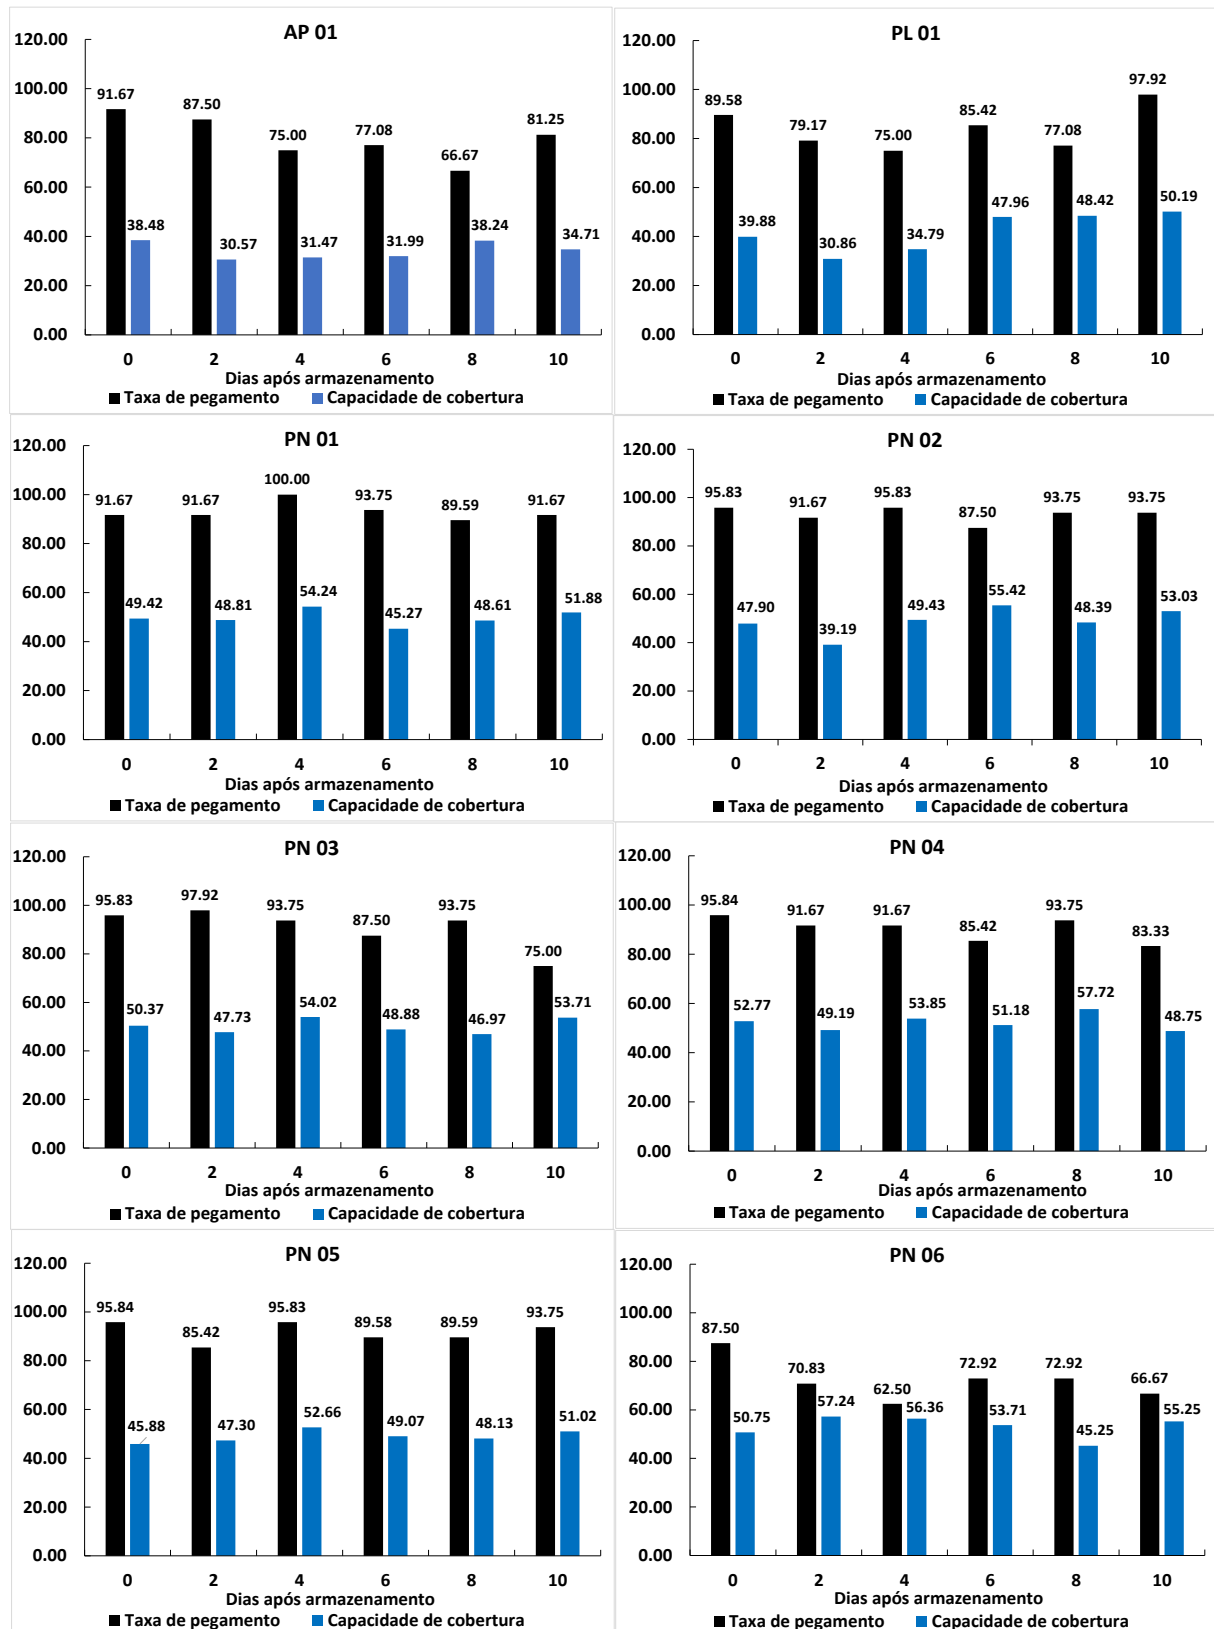 AP 01
120.00
100.00
80.00
60.00
40.00
20.00
0.00
91.67 87.50 75.00 77.08 66.67 81.25
38.48 30.57 31.47 31.99 38.24 34.71
0 2 4 6 8 10
Dias após armazenamento
Taxa de pegamento Capacidade de cobertura
PL 01
120.00
100.00
80.00
60.00
40.00
20.00
0.00
89.58 79.17 75.00 85.42 77.08 97.92
39.88 30.86 34.79 47.96 48.42 50.19
0 2 4 6 8 10
Dias após armazenamento
Taxa de pegamento Capacidade de cobertura
PN 01
120.00
100.00
80.00
60.00
40.00
20.00
0.00
91.67 91.67 100.00 93.75 89.59 91.67
49.42 48.81 54.24 45.27 48.61 51.88
0 2 4 6 8 10
Dias após armazenamento
Taxa de pegamento Capacidade de cobertura
PN 02
120.00
100.00
80.00
60.00
40.00
20.00
0.00
95.83 91.67 95.83 87.50 93.75 93.75
47.90 39.19 49.43 55.42 48.39 53.03
0 2 4 6 8 10
Dias após armazenamento
Taxa de pegamento Capacidade de cobertura
PN 03
120.00
100.00
80.00
60.00
40.00
20.00
0.00
95.83 97.92 93.75 87.50 93.75 75.00
50.37 47.73 54.02 48.88 46.97 53.71
0 2 4 6 8 10
Dias após armazenamento
Taxa de pegamento Capacidade de cobertura
PN 04
120.00
100.00
80.00
60.00
40.00
20.00
0.00
95.84 91.67 91.67 85.42 93.75 83.33
52.77 49.19 53.85 51.18 57.72 48.75
0 2 4 6 8 10
Dias após armazenamento
Taxa de pegamento Capacidade de cobertura
PN 05
120.00
100.00
80.00
60.00
40.00
20.00
0.00
95.84 85.42 95.83 89.58 89.59 93.75
45.88 47.30 52.66 49.07 48.13 51.02
0 2 4 6 8 10
Dias após armazenamento
Taxa de pegamento Capacidade de cobertura
PN 06
120.00
100.00
80.00
60.00
40.00
20.00
0.00
87.50 70.83 62.50 72.92 72.92 66.67
50.75 57.24 56.36 53.71 45.25 55.25
0 2 4 6 8 10
Dias após armazenamento
Taxa de pegamento Capacidade de cobertura